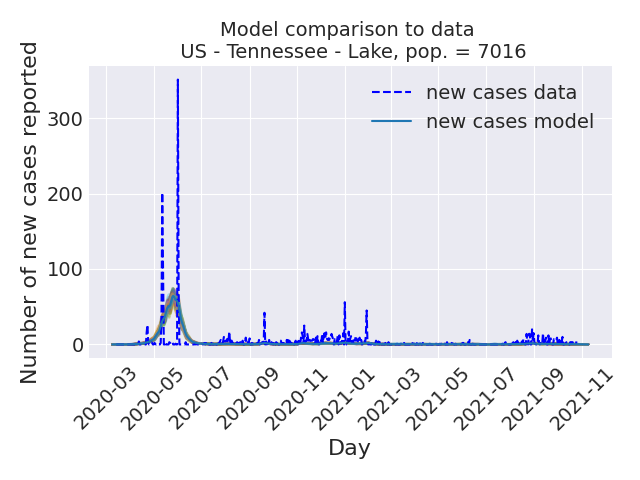 Model comparison to data
US - Tennessee - Lake, pop. = 7016
Number of new cases reported
300
200
100
0
new cases data
new cases model
2020-03
2020-05
2020-07
2020-09
2020-11
2021-01
2021-03
2021-05
2021-07
2021-09
2021-11
Day